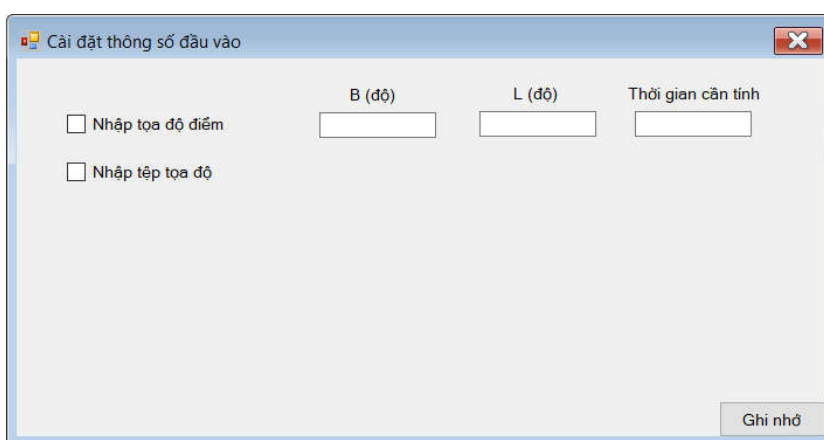 Cài đặt thông số đầu vào
B (độ) L (độ) Thời gian cần tính
Nhập tọa độ điểm
Nhập tệp tọa độ
Ghi nhớ